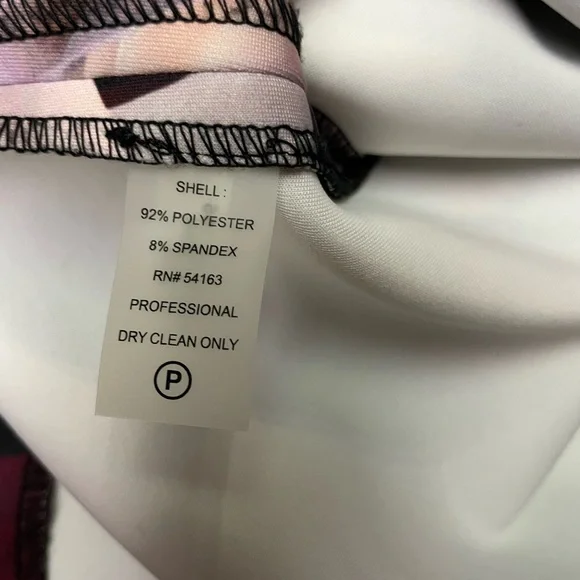 SHELL:
92% POLYESTER
8% SPANDEX
RN# 54163
PROFESSIONAL
DRY CLEAN ONLY
P